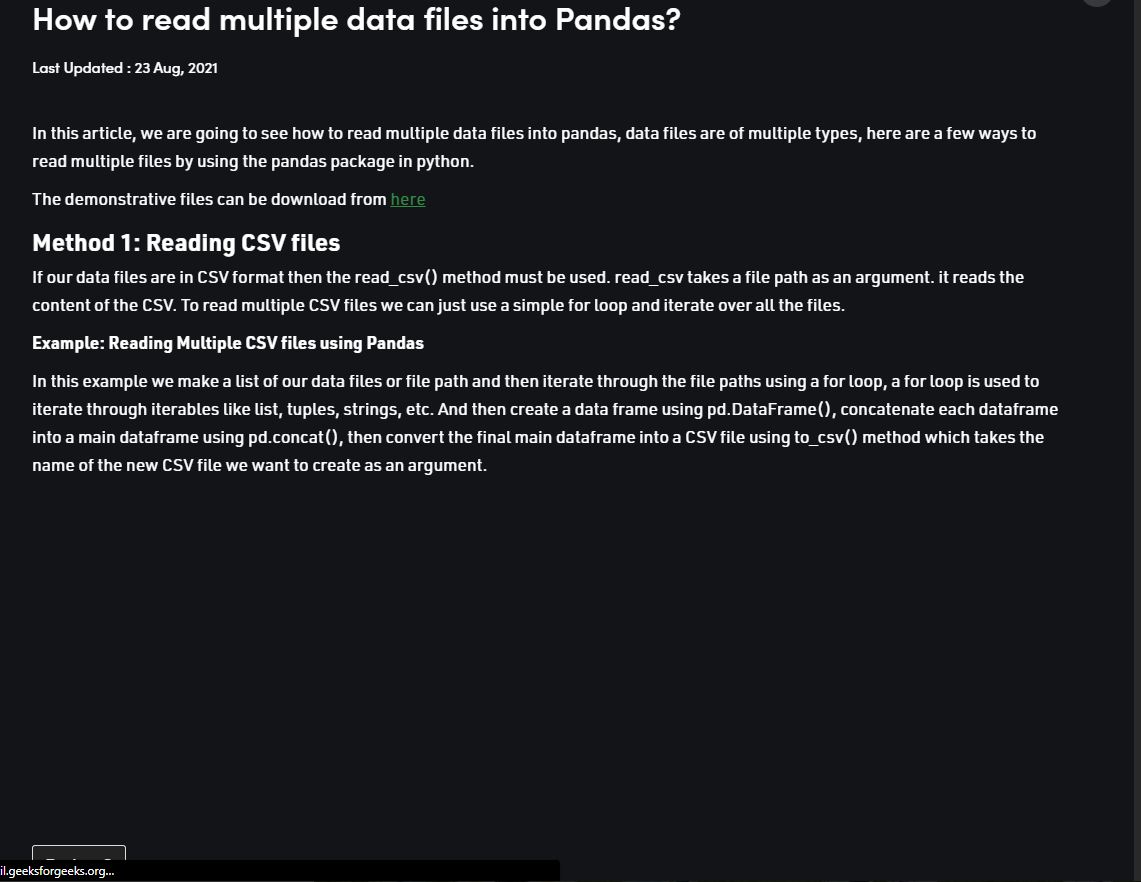 How to read multiple data files into Pandas?
Last Updated : 23 Aug, 2021
In this article, we are going to see how to read multiple data files into pandas, data files are of multiple types, here are a few ways to
read multiple files by using the pandas package in python.
The demonstrative files can be download from here
Method 1: Reading CSV files
If our data files are in CSV format then the read_csv() method must be used. read_csv takes a file path as an argument. it reads the
content of the CSV. To read multiple CSV files we can just use a simple for loop and iterate over all the files.
Example: Reading Multiple CSV files using Pandas
In this example we make a list of our data files or file path and then iterate through the file paths using a for loop, a for loop is used to
iterate through iterables like list, tuples, strings, etc. And then create a data frame using pd.DataFrame(), concatenate each dataframe
into a main dataframe using pd.concat(), then convert the final main dataframe into a CSV file using to_csv() method which takes the
name of the new CSV file we want to create as an argument.
il.geeksforgeeks.org...